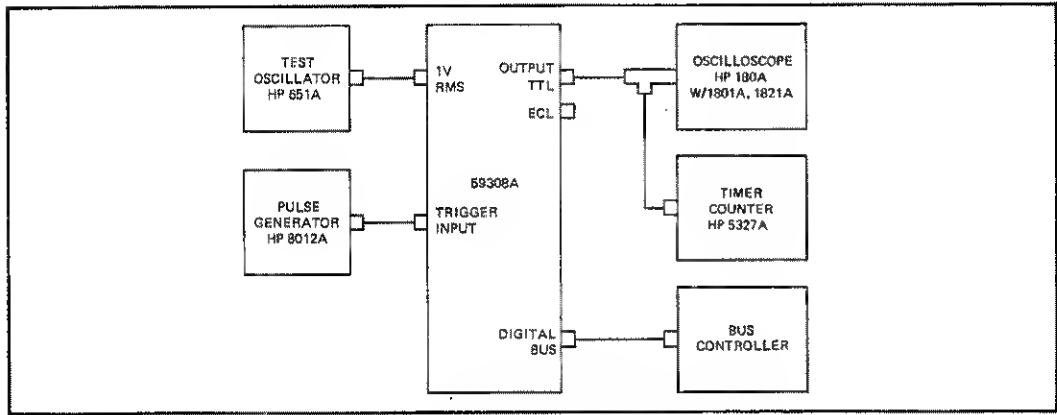 TEST
OSCILLATOR
HP 651A
1V
RMS
OUTPUT
TTL
ECL
OSCILLOSCOPE
HP 180A
W/1801A, 1821A
59308A
PULSE
GENERATOR
HP 8012A
TRIGGER
INPUT
TIMER
COUNTER
HP 5327A
DIGITAL
BUS
BUS
CONTROLLER